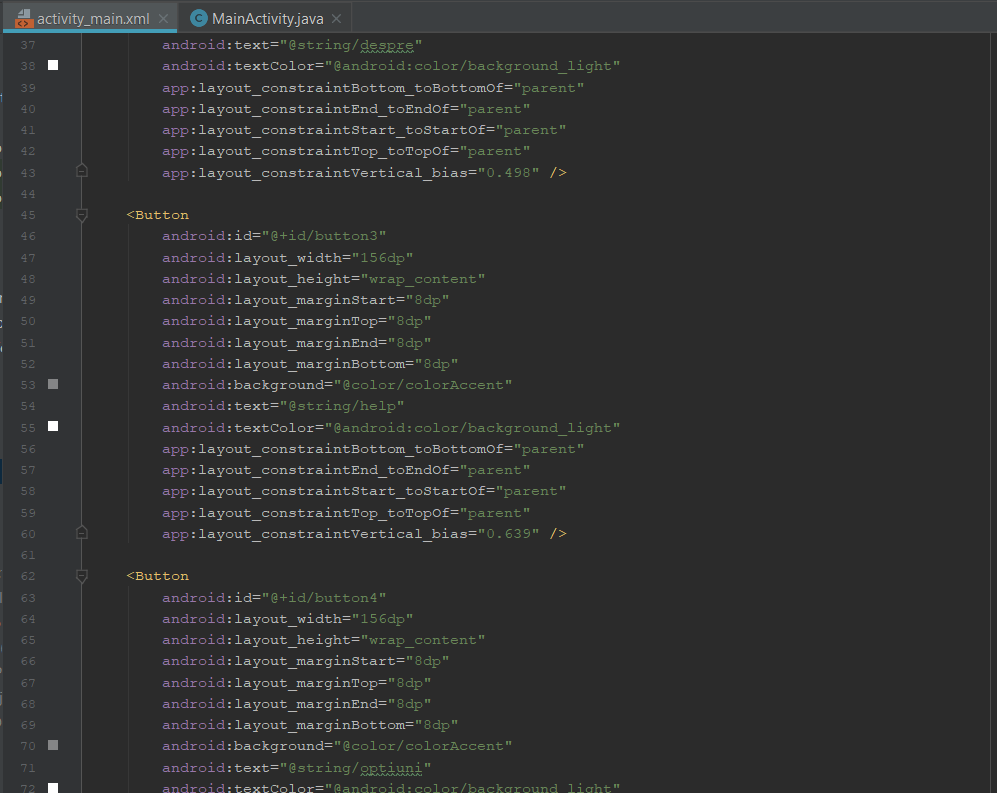 activity_main.xml
MainActivity.java
37 android:text="@string/despre"
38 android:textColor="@android:color/background_light"
39 app:layout_constraintBottom_toBottomOf="parent"
40 app:layout_constraintEnd_toEndOf="parent"
41 app:layout_constraintStart_toStartOf="parent"
42 app:layout_constraintTop_toTopOf="parent"
43 app:layout_constraintVertical_bias="0.498" />
44
45 <Button
46 android:id="@+id/button3"
47 android:layout_width="156dp"
48 android:layout_height="wrap_content"
49 android:layout_marginStart="8dp"
50 android:layout_marginTop="8dp"
51 android:layout_marginEnd="8dp"
52 android:layout_marginBottom="8dp"
53 android:background="@color/colorAccent"
54 android:text="@string/help"
55 android:textColor="@android:color/background_light"
56 app:layout_constraintBottom_toBottomOf="parent"
57 app:layout_constraintEnd_toEndOf="parent"
58 app:layout_constraintStart_toStartOf="parent"
59 app:layout_constraintTop_toTopOf="parent"
60 app:layout_constraintVertical_bias="0.639" />
61
62 <Button
63 android:id="@+id/button4"
64 android:layout_width="156dp"
65 android:layout_height="wrap_content"
66 android:layout_marginStart="8dp"
67 android:layout_marginTop="8dp"
68 android:layout_marginEnd="8dp"
69 android:layout_marginBottom="8dp"
70 android:background="@color/colorAccent"
71 android:text="@string/optiuni"
72 android:textColor="@android:color/background_light"